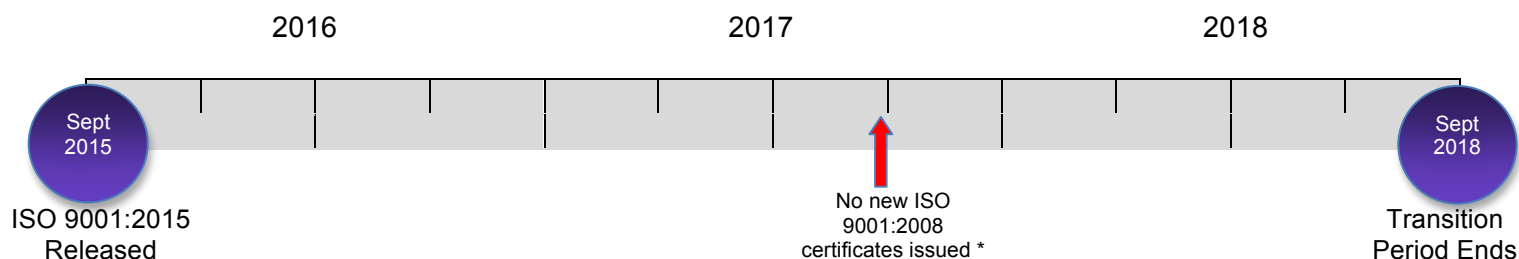 2016
2017
2018
Sept
2015
Sept
2018
ISO 9001:2015
Released
No new ISO
9001:2008
certificates issued *
Transition
Period Ends